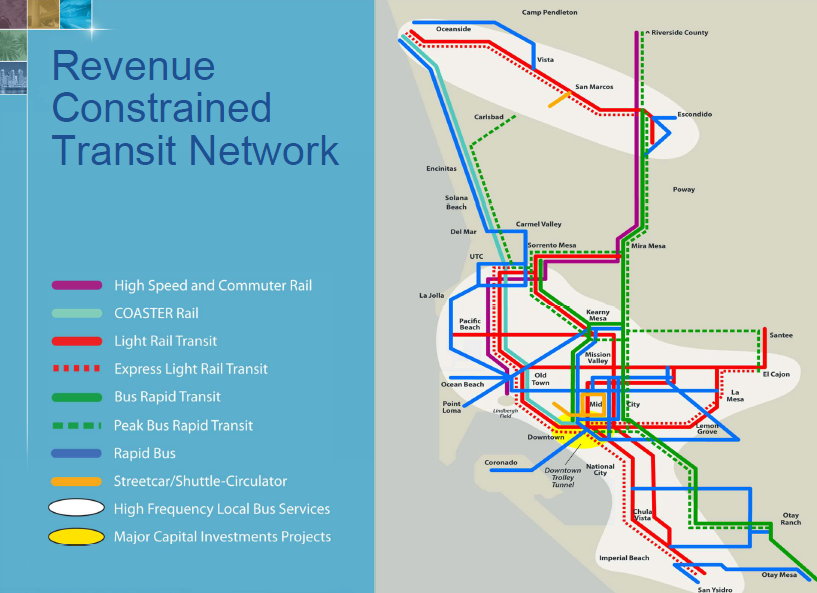 Revenue
Constrained
Transit Network
High Speed and Commuter Rail
COASTER Rail
Light Rail Transit
Express Light Rail Transit
Bus Rapid Transit
Peak Bus Rapid Transit
Rapid Bus
Streetcar/Shuttle-Circulator
High Frequency Local Bus Services
Major Capital Investments Projects
Camp Pendleton
Oceanside
Riverside County
Vista
San Marcos
Carlsbad
Escondido
Encinitas
Poway
Solana
Beach
Carmel Valley
Del Mar
Sorrento Mesa
Mira Mesa
UTC
La Jolla
Kearny
Mesa
Pacific
Beach
Santee
Mission
Valley
El Cajon
Old
Town
Ocean Beach
La
Mesa
Point
Loma
Lindbergh
Field
Mid
City
Lemon
Grove
Downtown
Coronado
National
City
Downtown
Trolley
Tunnel
Chula
Vista
Otay
Ranch
Imperial Beach
Otay Mesa
San Ysidro